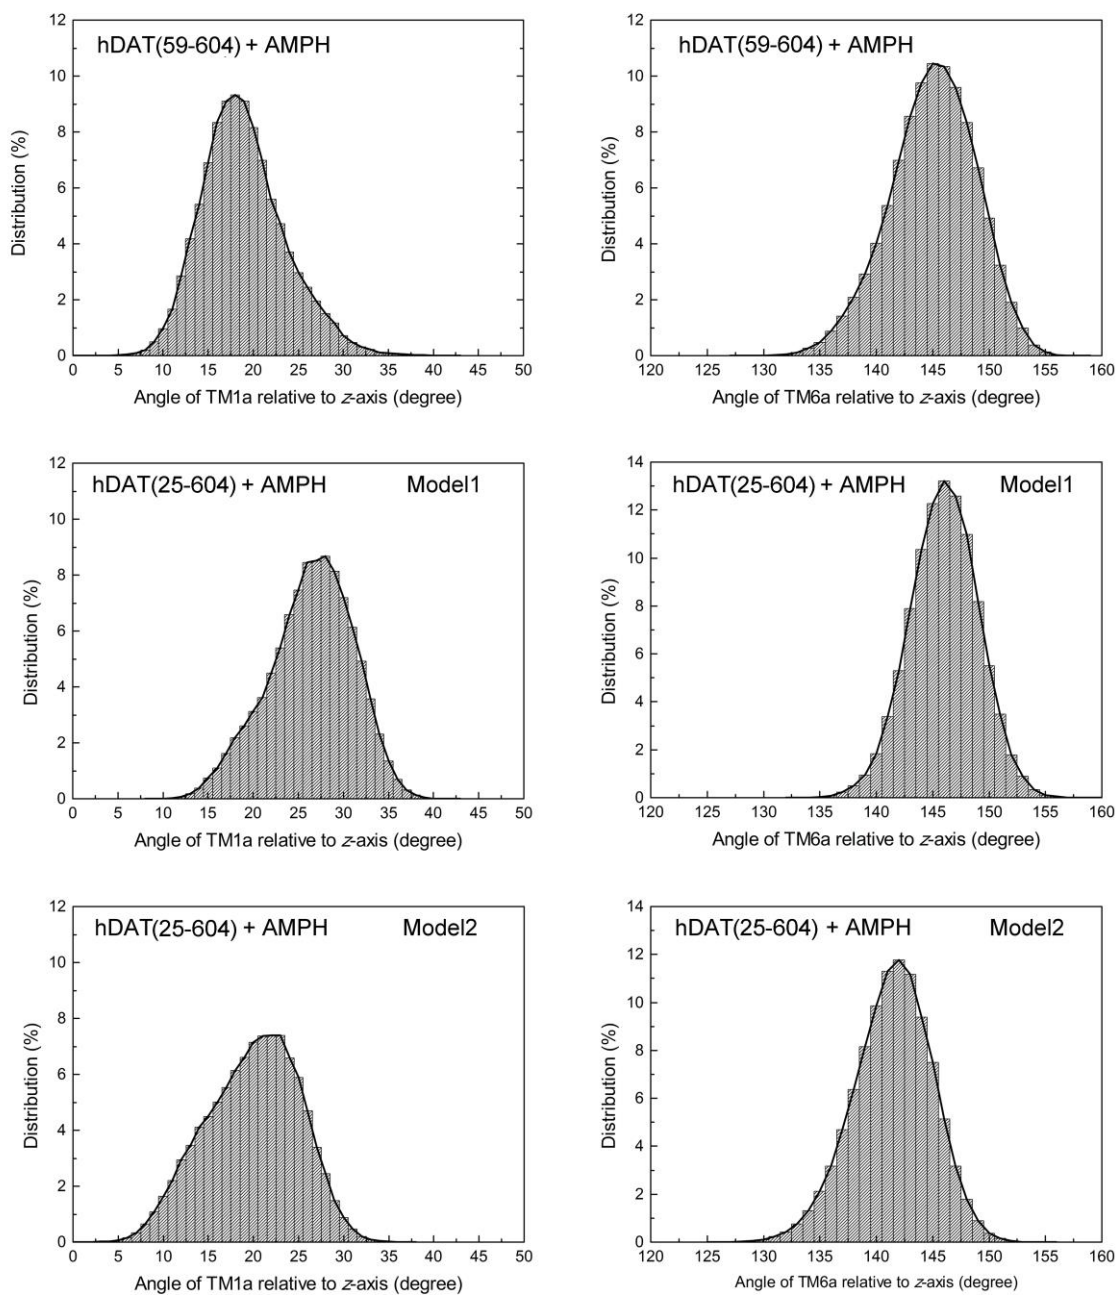 hDAT(59-604) + AMPH
12
10
8
6
4
2
0
Distribution (%)
0 5 10 15 20 25 30 35 40 45 50
Angle of TM1a relative to z-axis (degree)
hDAT(59-604) + AMPH
12
10
8
6
4
2
0
Distribution (%)
120 125 130 135 140 145 150 155 160
Angle of TM6a relative to z-axis (degree)
hDAT(25-604) + AMPH Model1
12
10
8
6
4
2
0
Distribution (%)
0 5 10 15 20 25 30 35 40 45 50
Angle of TM1a relative to z-axis (degree)
hDAT(25-604) + AMPH Model1
14
12
10
8
6
4
2
0
Distribution (%)
120 125 130 135 140 145 150 155 160
Angle of TM6a relative to z-axis (degree)
hDAT(25-604) + AMPH Model2
12
10
8
6
4
2
0
Distribution (%)
0 5 10 15 20 25 30 35 40 45 50
Angle of TM1a relative to z-axis (degree)
hDAT(25-604) + AMPH Model2
14
12
10
8
6
4
2
0
Distribution (%)
120 125 130 135 140 145 150 155 160
Angle of TM6a relative to z-axis (degree)